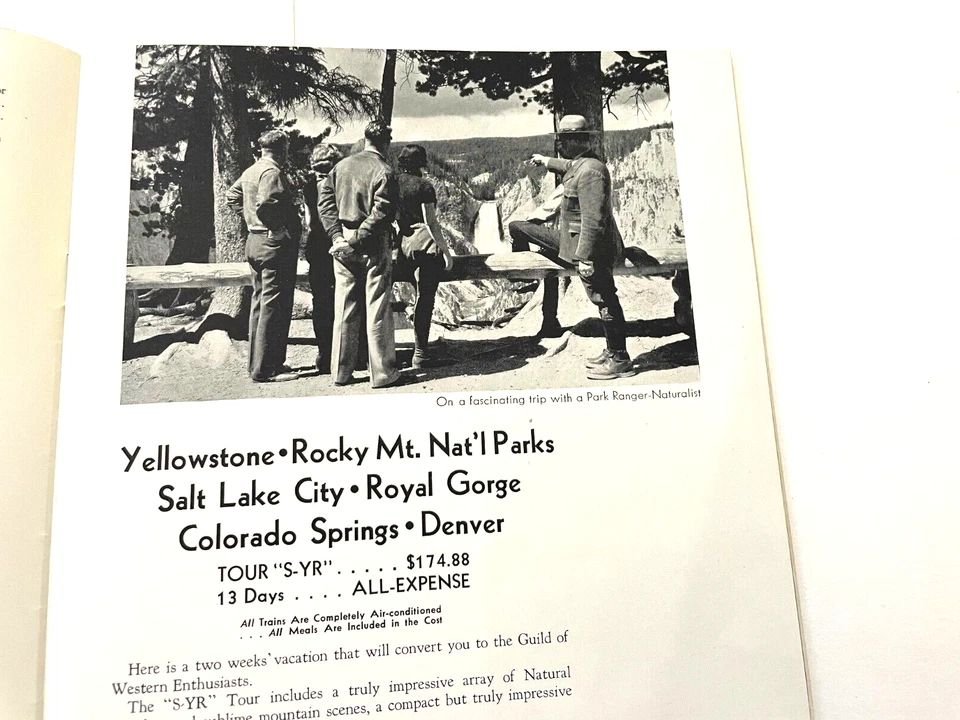 On a fascinating trip with a Park Ranger-Naturalist
Yellowstone•Rocky Mt. Nat'l Parks
Salt Lake City•Royal Gorge
Colorado Springs•Denver
TOUR "S-YR" . . . . . $174.88
13 Days . . . . ALL-EXPENSE
All Trains Are Completely Air-conditioned
. . . All Meals Are Included in the Cost
Here is a two weeks' vacation that will convert you to the Guild of
Western Enthusiasts.
The "S-YR" Tour includes a truly impressive array of Natural
mountain scenes, a compact but truly impressive